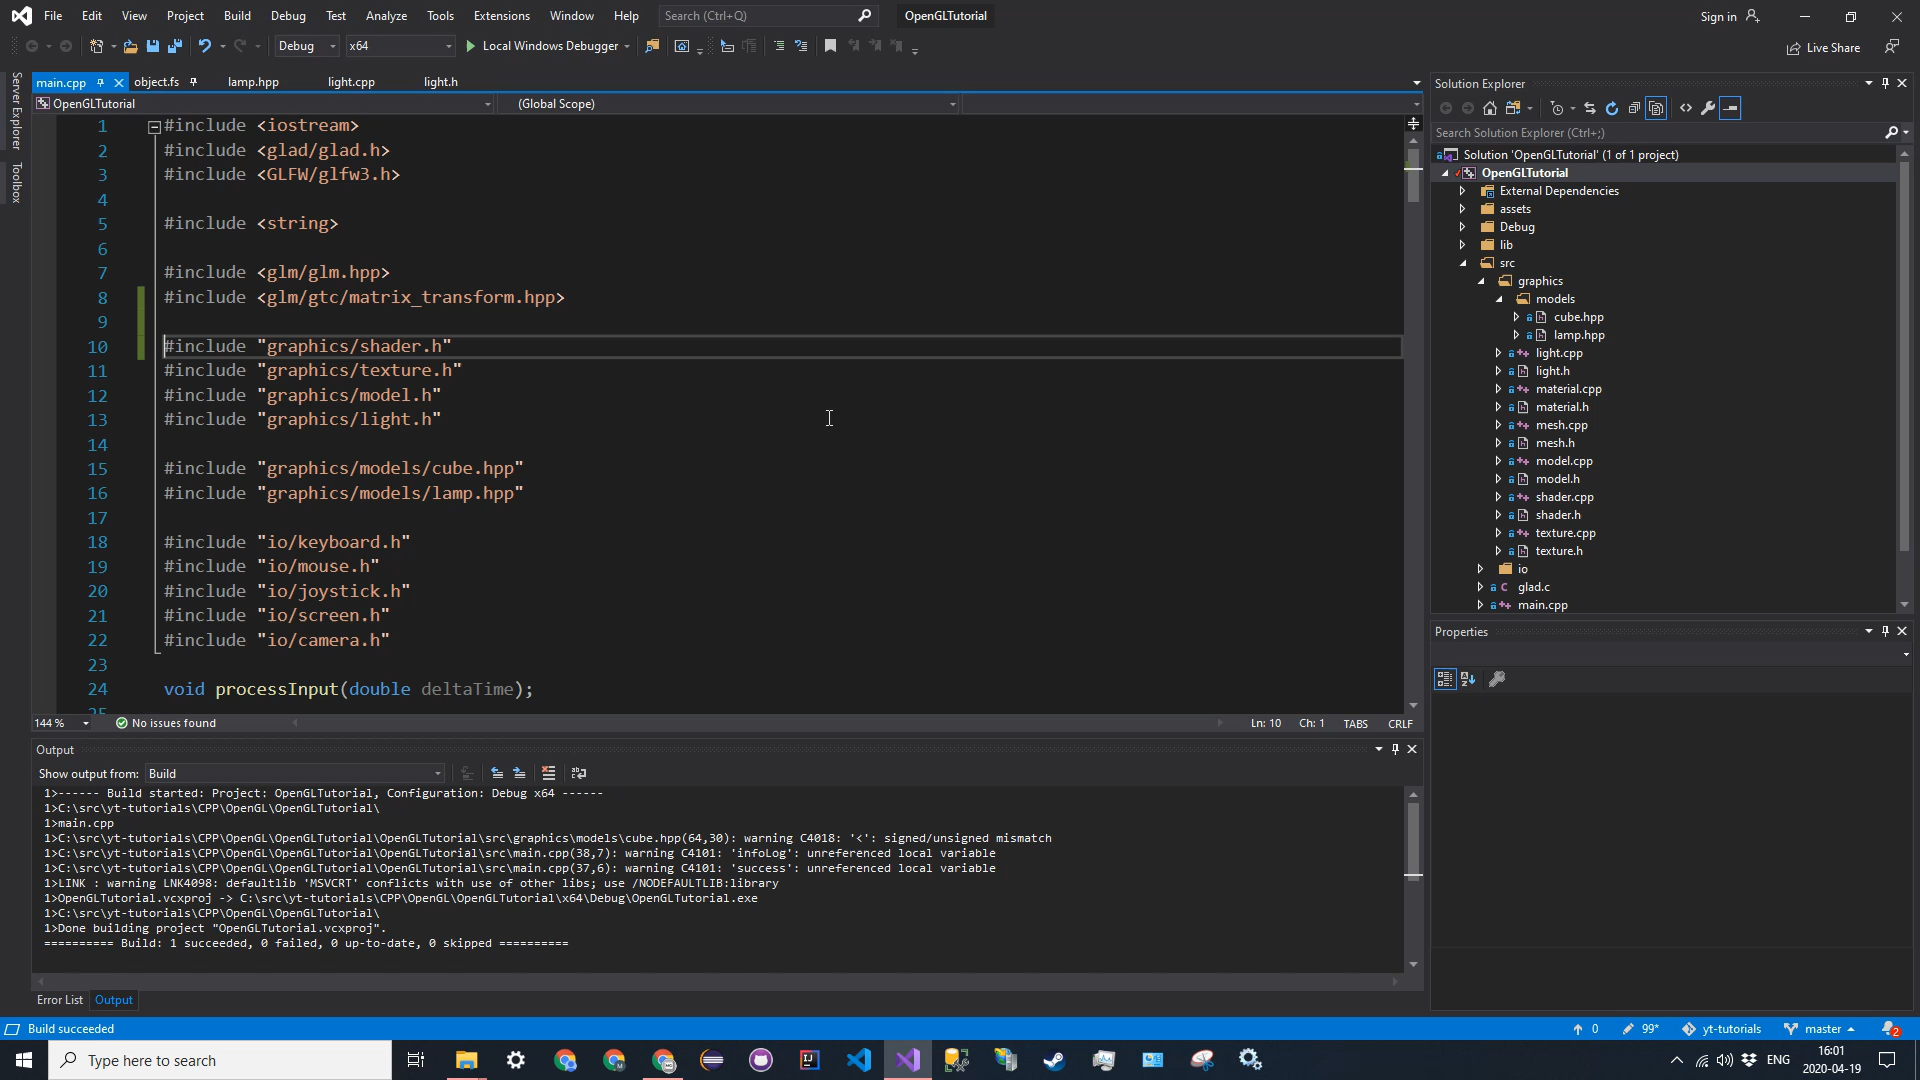 File Edit View Project Build Debug Test Analyze Tools Extensions Window Help Search (Ctrl+Q) OpenGLTutorial Sign in
Debug x64 Local Windows Debugger Live Share
Server Explorer
Toolbox
main.cpp object.fs lamp.hpp light.cpp light.h
OpenGLTutorial (Global Scope)
1 #include <iostream>
2 #include <glad/glad.h>
3 #include <GLFW/glfw3.h>
4
5 #include <string>
6
7 #include <glm/glm.hpp>
8 #include <glm/gtc/matrix_transform.hpp>
9
10 #include "graphics/shader.h"
11 #include "graphics/texture.h"
12 #include "graphics/model.h"
13 #include "graphics/light.h"
14
15 #include "graphics/models/cube.hpp"
16 #include "graphics/models/lamp.hpp"
17
18 #include "io/keyboard.h"
19 #include "io/mouse.h"
20 #include "io/joystick.h"
21 #include "io/screen.h"
22 #include "io/camera.h"
23
24 void processInput(double deltaTime);
25
144 % No issues found Ln: 10 Ch: 1 TABS CRLF
Solution Explorer
Search Solution Explorer (Ctrl+;)
Solution 'OpenGLTutorial' (1 of 1 project)
OpenGLTutorial
External Dependencies
assets
Debug
lib
src
graphics
models
cube.hpp
lamp.hpp
light.cpp
light.h
material.cpp
material.h
mesh.cpp
mesh.h
model.cpp
model.h
shader.cpp
shader.h
texture.cpp
texture.h
io
glad.c
main.cpp
Properties
Output
Show output from: Build
1>------ Build started: Project: OpenGLTutorial, Configuration: Debug x64 ------
1>C:\src\yt-tutorials\CPP\OpenGL\OpenGLTutorial\
1>main.cpp
1>C:\src\yt-tutorials\CPP\OpenGL\OpenGLTutorial\OpenGLTutorial\src\graphics\models\cube.hpp(64,30): warning C4018: '<': signed/unsigned mismatch
1>C:\src\yt-tutorials\CPP\OpenGL\OpenGLTutorial\OpenGLTutorial\src\main.cpp(38,7): warning C4101: 'infoLog': unreferenced local variable
1>C:\src\yt-tutorials\CPP\OpenGL\OpenGLTutorial\OpenGLTutorial\src\main.cpp(37,6): warning C4101: 'success': unreferenced local variable
1>LINK : warning LNK4098: defaultlib 'MSVCRT' conflicts with use of other libs; use /NODEFAULTLIB:library
1>OpenGLTutorial.vcxproj -> C:\src\yt-tutorials\CPP\OpenGL\OpenGLTutorial\x64\Debug\OpenGLTutorial.exe
1>C:\src\yt-tutorials\CPP\OpenGL\OpenGLTutorial\
1>Done building project "OpenGLTutorial.vcxproj".
========== Build: 1 succeeded, 0 failed, 0 up-to-date, 0 skipped ==========
Error List Output
Build succeeded 0 99* yt-tutorials master 2
Type here to search ENG 16:01
2020-04-19